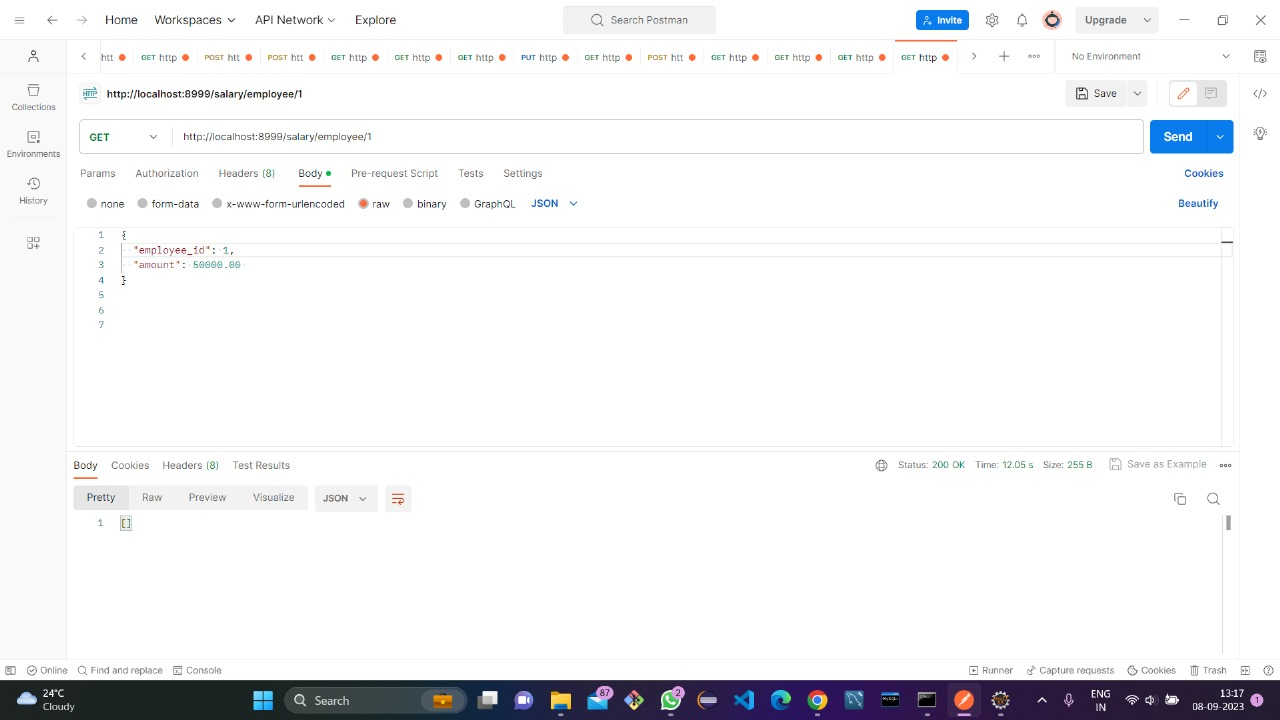 Home Workspaces API Network Explore Search Postman Invite Upgrade
htt GET http POST htt POST htt GET http GET http GET http PUT http GET http POST htt GET http GET http GET http GET http No Environment
HTTP http://localhost:8999/salary/employee/1 Save
Collections
GET http://localhost:8999/salary/employee/1 Send
Environments
Params Authorization Headers (8) Body Pre-request Script Tests Settings Cookies
History
none form-data x-www-form-urlencoded raw binary GraphQL JSON Beautify
1 {
2 "employee_id": 1,
3 "amount": 50000.00
4 }
5
6
7
Body Cookies Headers (8) Test Results Status: 200 OK Time: 12.05 s Size: 255 B Save as Example
Pretty Raw Preview Visualize JSON
1 []
Online Find and replace Console Runner Capture requests Cookies Trash
24°C
Cloudy
Search
87
2
ENG
IN
13:17
08-09-2023
1